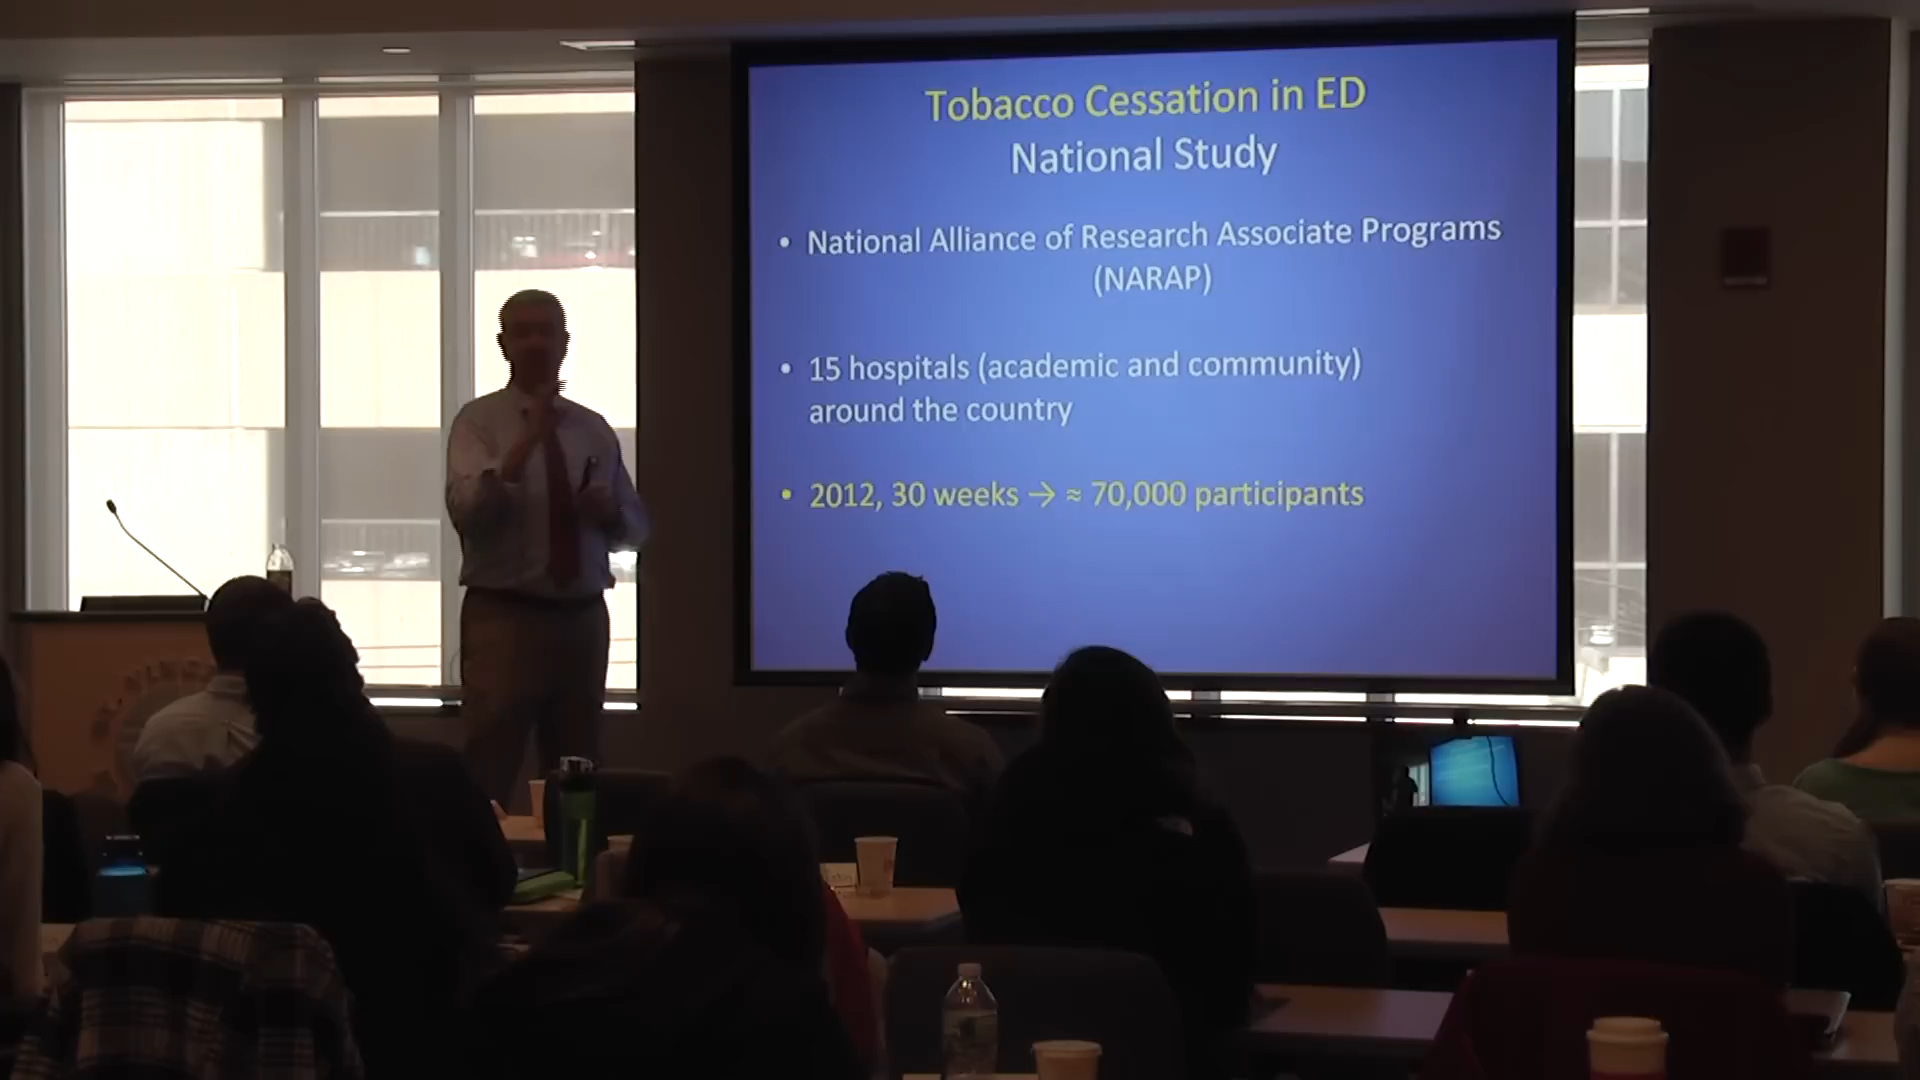 Tobacco Cessation in ED
National Study
• National Alliance of Research Associate Programs
(NARAP)
• 15 hospitals (academic and community)
around the country
• 2012, 30 weeks → ≈ 70,000 participants